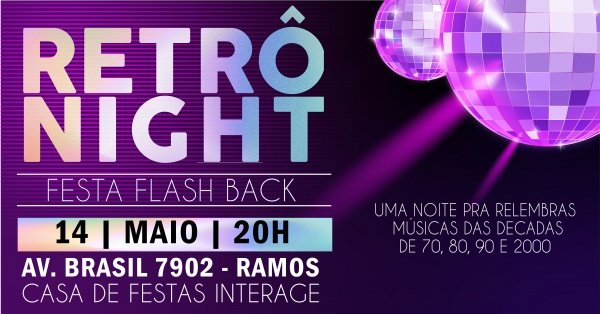 RETRÔ
NIGHT
FESTA FLASH BACK
14 | MAIO | 20H
AV. BRASIL 7902 - RAMOS
CASA DE FESTAS INTERAGE
UMA NOITE PRA RELEMBRAS
MÚSICAS DAS DECADAS
DE 70, 80, 90 E 2000